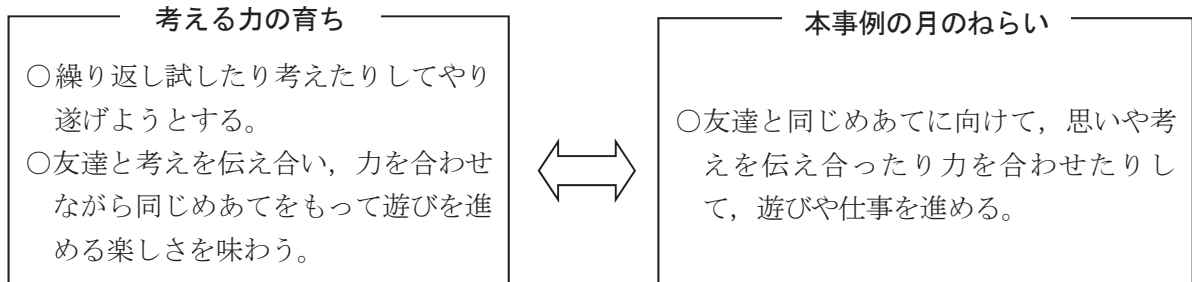 考える力の育ち
○繰り返し試したり考えたりしてやり
遂げようとする。
○友達と考えを伝え合い，力を合わせ
ながら同じめあてをもって遊びを進
める楽しさを味わう。
本事例の月のねらい
○友達と同じめあてに向けて，思いや考
えを伝え合ったり力を合わせたりし
て，遊びや仕事を進める。